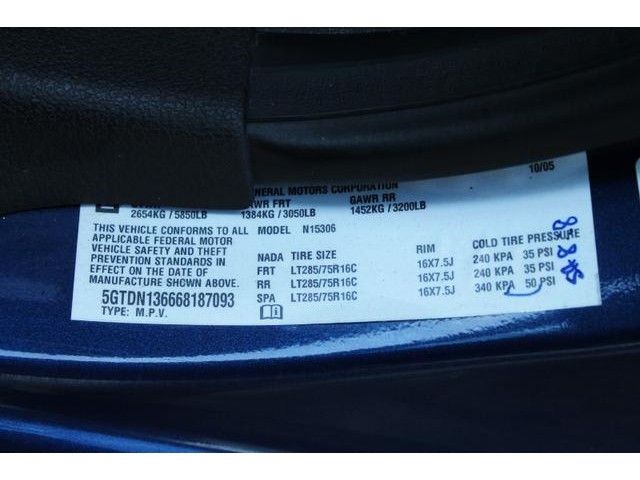 GENERAL MOTORS CORPORATION 10/05
GAWR FRT GAWR RR
2654KG / 5850LB 1384KG / 3050LB 1452KG / 3200LB
THIS VEHICLE CONFORMS TO ALL MODEL N15306
APPLICABLE FEDERAL MOTOR
VEHICLE SAFETY AND THEFT
PREVENTION STANDARDS IN
EFFECT ON THE DATE OF
MANUFACTURE SHOWN ABOVE.
5GTDN136668187093
TYPE: M.P.V.
NADA TIRE SIZE RIM COLD TIRE PRESSURE
FRT LT285/75R16C 16X7.5J 240 KPA 35 PSI
RR LT285/75R16C 16X7.5J 240 KPA 35 PSI
SPA LT285/75R16C 16X7.5J 340 KPA 50 PSI